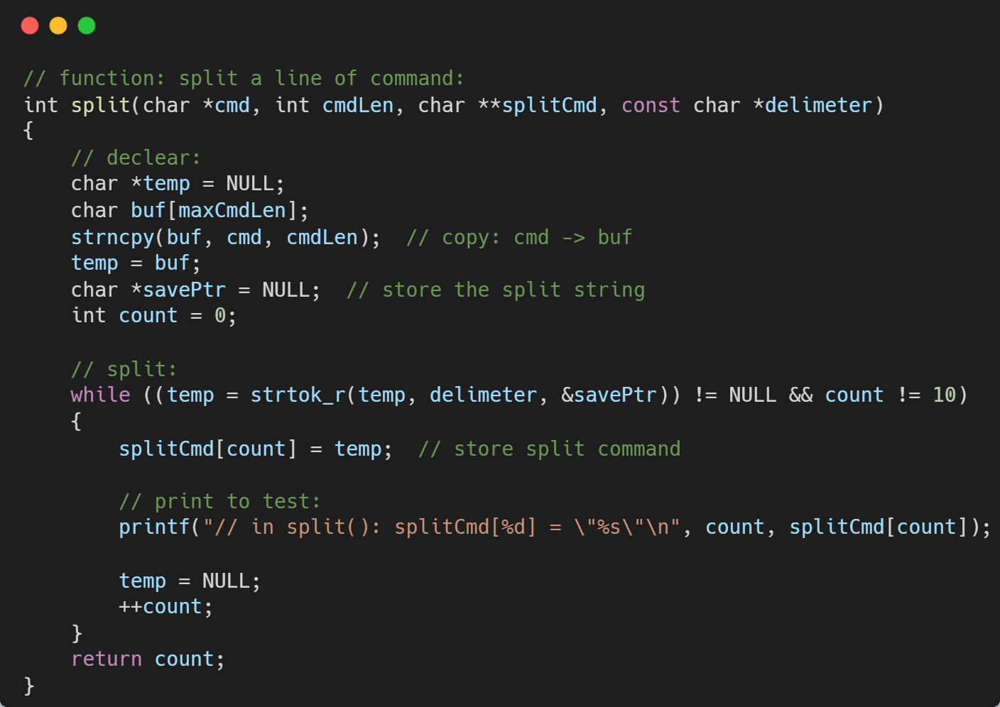 // function: split a line of command:
int split(char *cmd, int cmdLen, char **splitCmd, const char *delimeter)
{
    // declear:
    char *temp = NULL;
    char buf[maxCmdLen];
    strncpy(buf, cmd, cmdLen);  // copy: cmd -> buf
    temp = buf;
    char *savePtr = NULL;  // store the split string
    int count = 0;

    // split:
    while ((temp = strtok_r(temp, delimeter, &savePtr)) != NULL && count != 10)
    {
        splitCmd[count] = temp;  // store split command

        // print to test:
        printf("// in split(): splitCmd[%d] = \"%s\"\n", count, splitCmd[count]);

        temp = NULL;
        ++count;
    }
    return count;
}